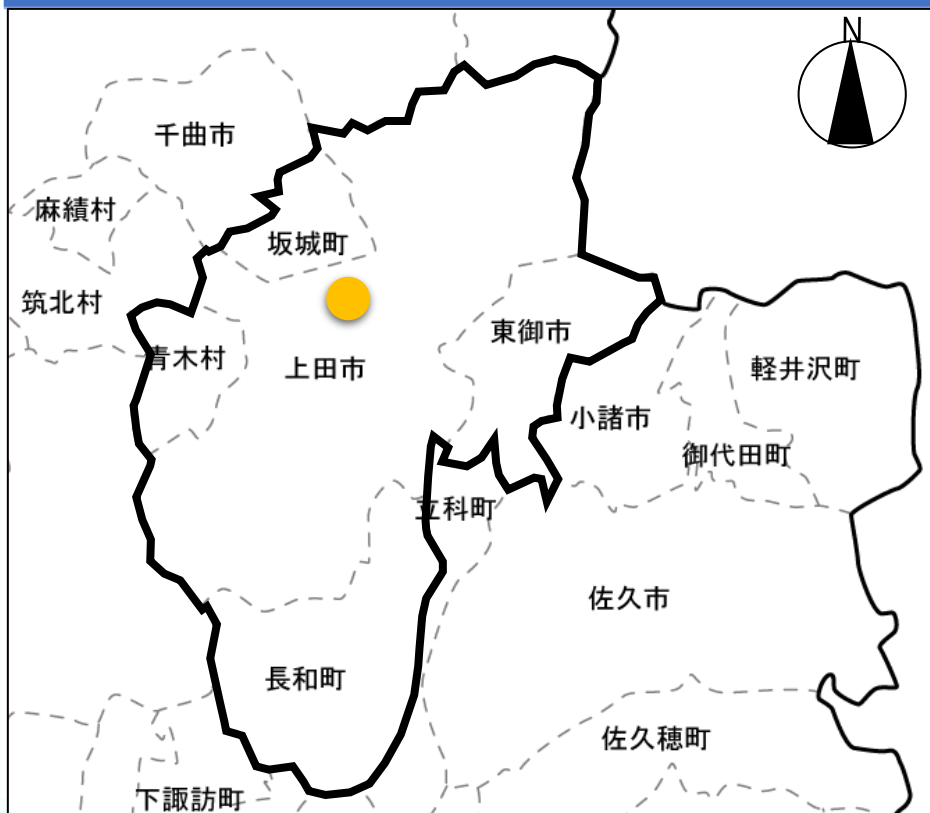 N
千曲市
麻績村
坂城町
筑北村
東御市
青木村
上田市
軽井沢町
小諸市
御代田町
立科町
佐久市
長和町
佐久穂町
下諏訪町